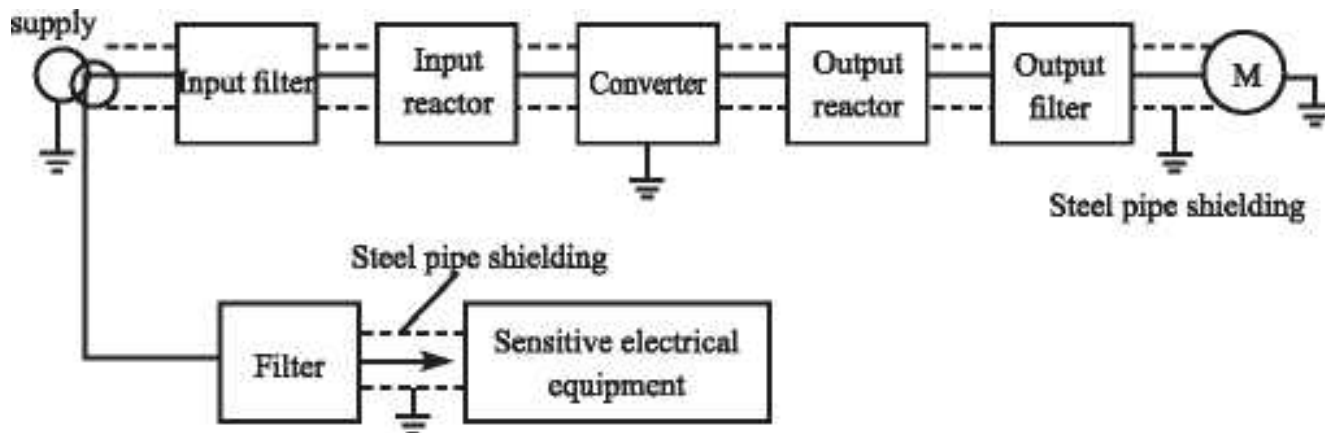 supply
Input filter
Input
reactor
Converter
Output
reactor
Output
filter
M
Steel pipe shielding
Steel pipe shielding
Filter
Sensitive electrical
equipment